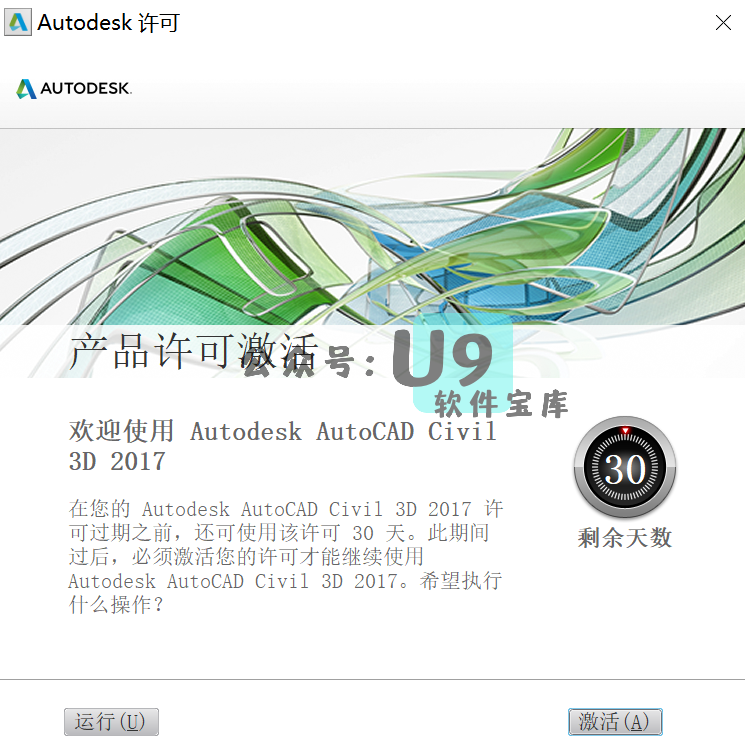 Autodesk 许可
AUTODESK.
产品许可激活
公众号：U9
软件宝库
欢迎使用 Autodesk AutoCAD Civil
3D 2017
30
剩余天数
在您的 Autodesk AutoCAD Civil 3D 2017 许
可过期之前，还可使用该许可 30 天。此期间
过后，必须激活您的许可才能继续使用
Autodesk AutoCAD Civil 3D 2017。希望执行
什么操作？
运行(U)
激活(A)